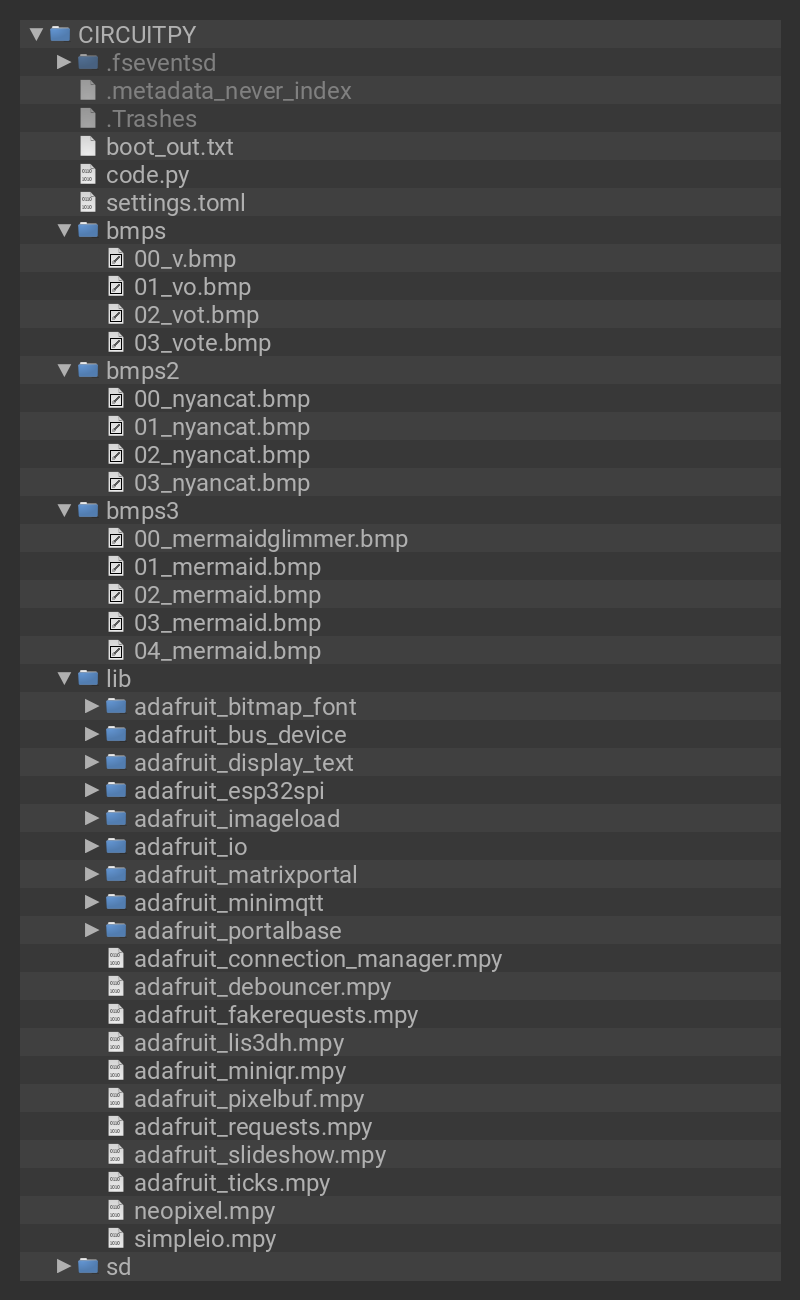 CIRCUITPY
.fseventsd
.metadata_never_index
.Trashes
boot_out.txt
code.py
settings.toml
bmps
00_v.bmp
01_vo.bmp
02_vot.bmp
03_vote.bmp
bmps2
00_nyancat.bmp
01_nyancat.bmp
02_nyancat.bmp
03_nyancat.bmp
bmps3
00_mermaidglimmer.bmp
01_mermaid.bmp
02_mermaid.bmp
03_mermaid.bmp
04_mermaid.bmp
lib
adafruit_bitmap_font
adafruit_bus_device
adafruit_display_text
adafruit_esp32spi
adafruit_imageload
adafruit_io
adafruit_matrixportal
adafruit_minimqtt
adafruit_portalbase
adafruit_connection_manager.mpy
adafruit_debouncer.mpy
adafruit_fakerequests.mpy
adafruit_lis3dh.mpy
adafruit_miniqr.mpy
adafruit_pixelbuf.mpy
adafruit_requests.mpy
adafruit_slideshow.mpy
adafruit_ticks.mpy
neopixel.mpy
simpleio.mpy
sd